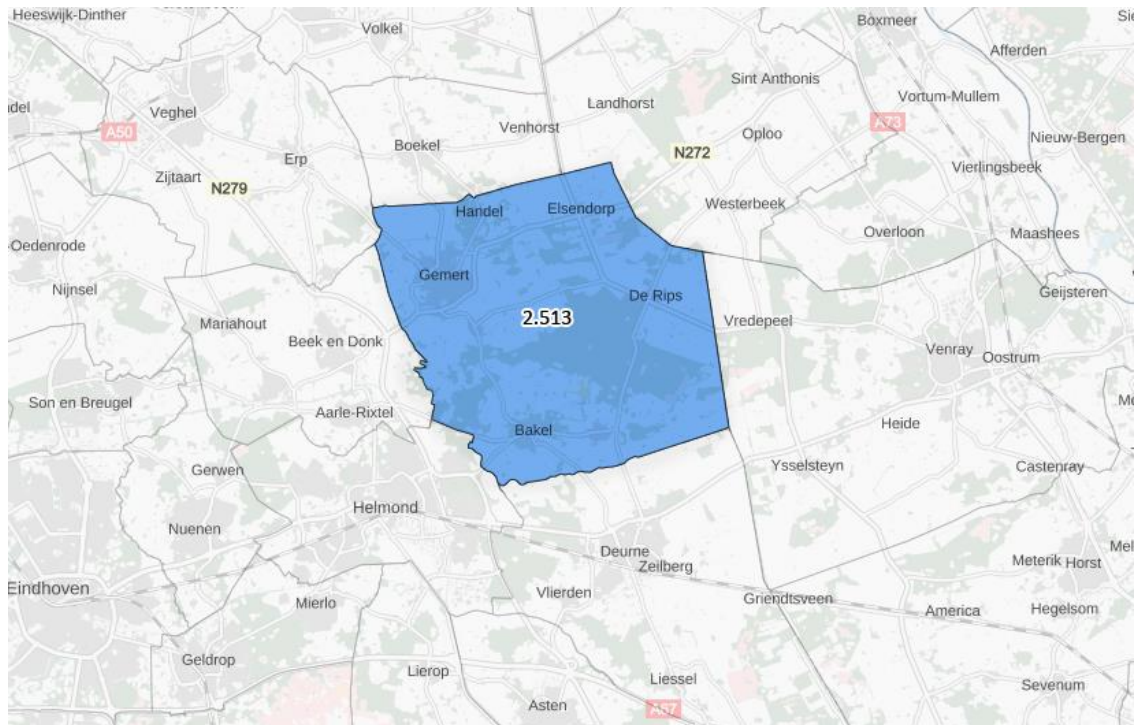 Heeswijk-Dinther
Volkel
Boxmeer
Afferden
Sint Anthonis
Landhorst
Vortum-Mullem
Veghel
A50
Venhorst
Oploo
A73
Nieuw-Bergen
Boekel
N272
Erp
Vierlingsbeek
Zijtaart
N279
Westerbeek
Handel
Elsendorp
Overloon
Maashees
-Oedenrode
Gemert
Nijnsel
De Rips
Geijsteren
2.513
Mariahout
Vredepeel
Beek en Donk
Venray
Oostrum
Son en Breugel
Aarle-Rixtel
Bakel
Heide
Gerwen
Ysselsteyn
Castenray
Helmond
Nuenen
Deurne
Zeilberg
Meterik
Horst
Eindhoven
Vlierden
Griendtsveen
Mierlo
America
Hegelsom
Geldrop
Lierop
Liessel
Sevenum
Asten
A67